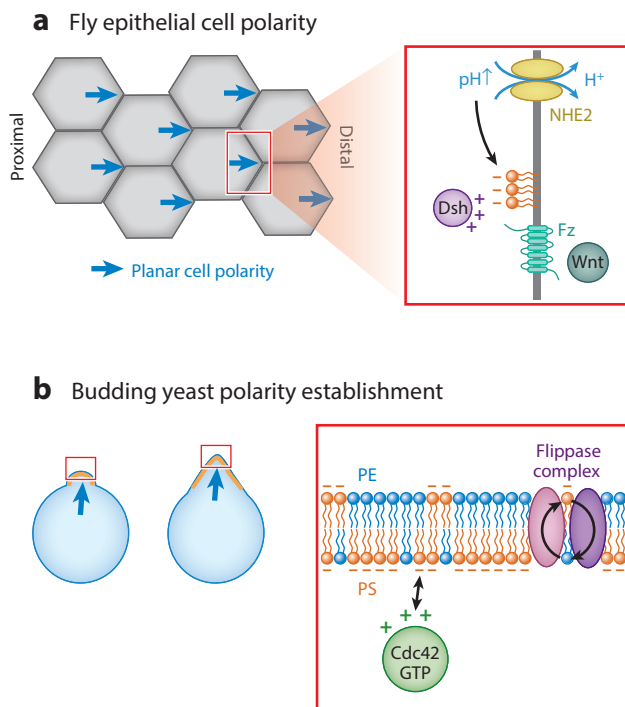 a Fly epithelial cell polarity
Proximal
Distal
Planar cell polarity
pH↑
H⁺
NHE2
− − −
Dsh
+ + +
Fz
Wnt
b Budding yeast polarity establishment
Flippase
complex
PE
PS
+ + +
Cdc42
GTP